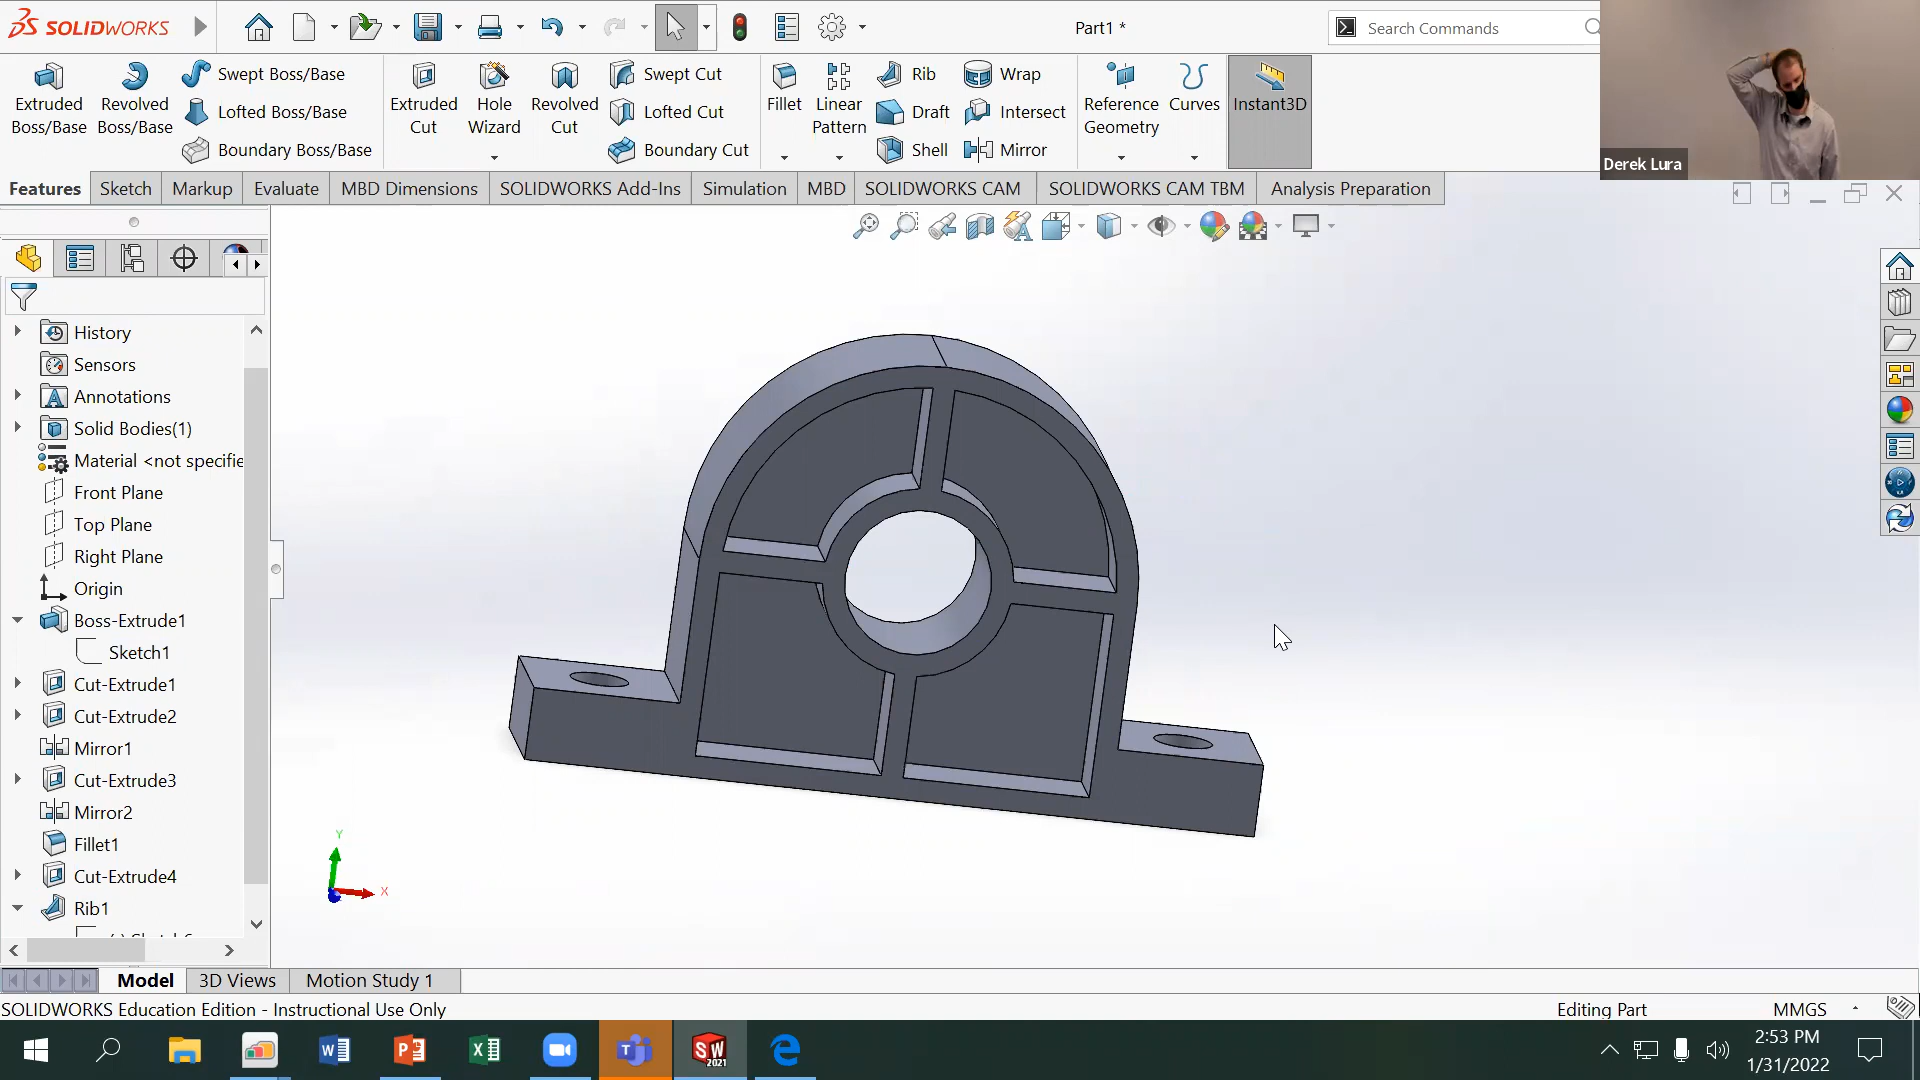 SOLIDWORKS
Part1 *
Search Commands
Extruded Boss/Base
Revolved Boss/Base
Swept Boss/Base
Lofted Boss/Base
Boundary Boss/Base
Extruded Cut
Hole Wizard
Revolved Cut
Swept Cut
Lofted Cut
Boundary Cut
Fillet
Linear Pattern
Rib
Draft
Shell
Wrap
Intersect
Mirror
Reference Geometry
Curves
Instant3D
Derek Lura
Features
Sketch
Markup
Evaluate
MBD Dimensions
SOLIDWORKS Add-Ins
Simulation
MBD
SOLIDWORKS CAM
SOLIDWORKS CAM TBM
Analysis Preparation
History
Sensors
Annotations
Solid Bodies(1)
Material <not specifie
Front Plane
Top Plane
Right Plane
Origin
Boss-Extrude1
Sketch1
Cut-Extrude1
Cut-Extrude2
Mirror1
Cut-Extrude3
Mirror2
Fillet1
Cut-Extrude4
Rib1
Y
X
Model
3D Views
Motion Study 1
SOLIDWORKS Education Edition - Instructional Use Only
Editing Part
MMGS
2:53 PM
1/31/2022